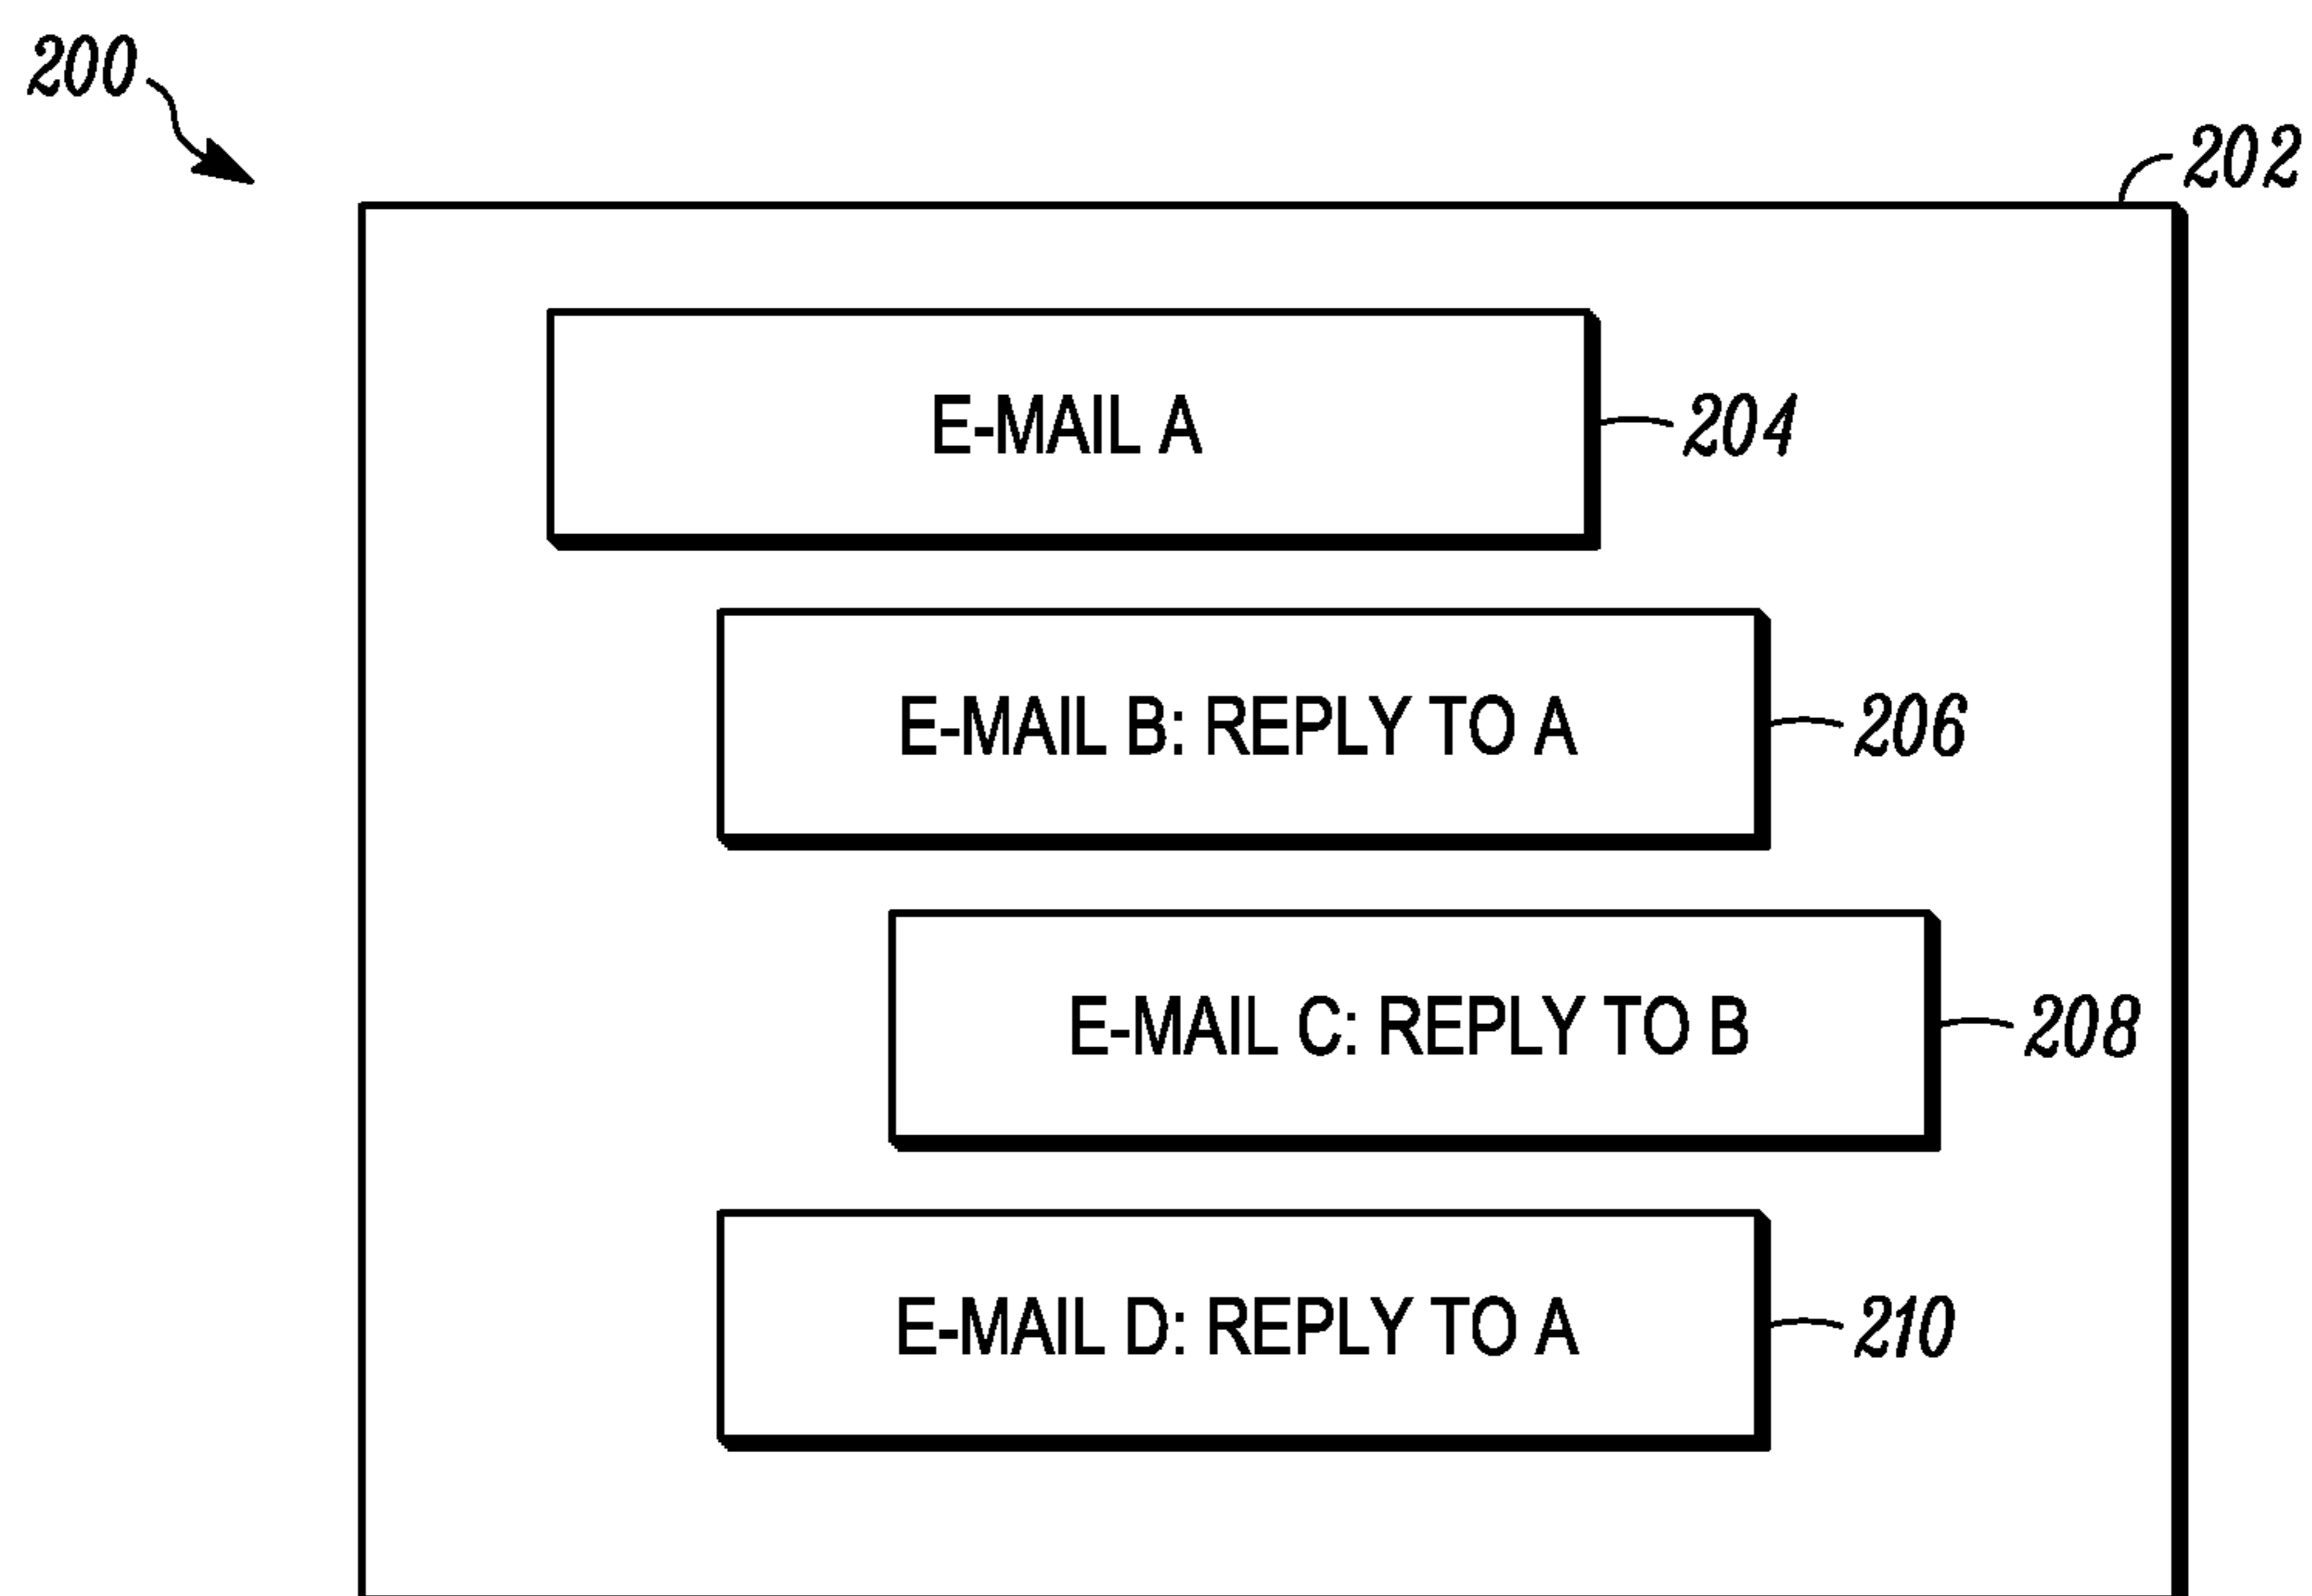 200
202
E-MAIL A
204
E-MAIL B: REPLY TO A
206
E-MAIL C: REPLY TO B
208
E-MAIL D: REPLY TO A
210